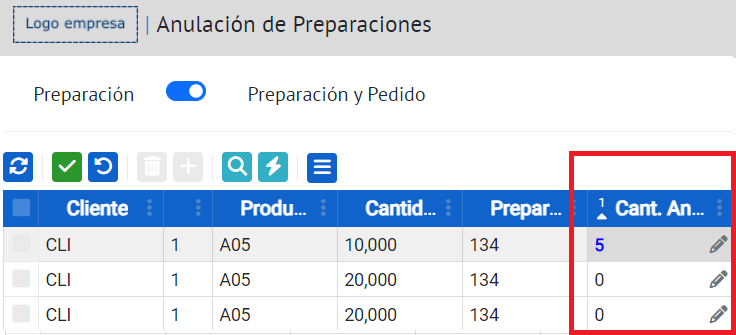 Logo empresa | Anulación de Preparaciones
Preparación Preparación y Pedido
Cliente Produ... Cantid... Prepar... 1 Cant. An...
CLI 1 A05 10,000 134 5
CLI 1 A05 20,000 134 0
CLI 1 A05 20,000 134 0